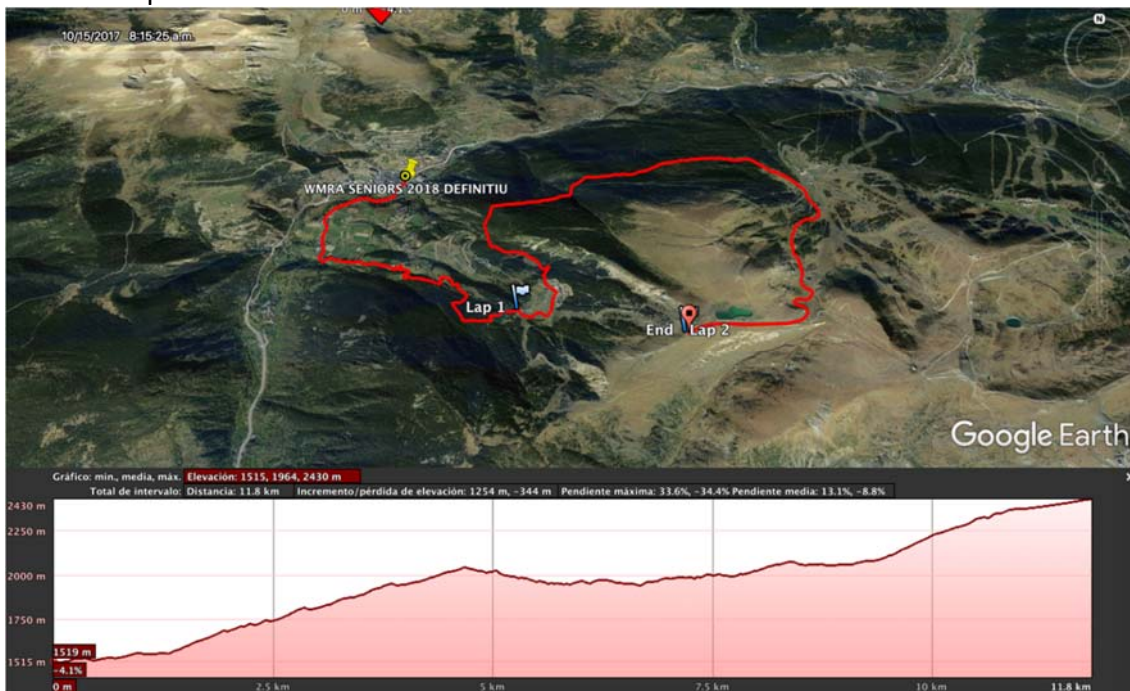 10/15/2017 8:15:25 a.m.
N
WMRA SENIORS 2018 DEFINITIU
Lap 1
End Lap 2
Google Earth
Gráfico: min., media, máx. Elevación: 1515, 1964, 2430 m
Total de intervalo: Distancia: 11.8 km Incremento/pérdida de elevación: 1254 m, -344 m Pendiente máxima: 33.6%, -34.4% Pendiente media: 13.1%, -8.8%
2430 m
2250 m
2000 m
1750 m
1519 m
1515 m
-4.1%
0 m
2.5 km
5 km
7.5 km
10 km
11.8 km